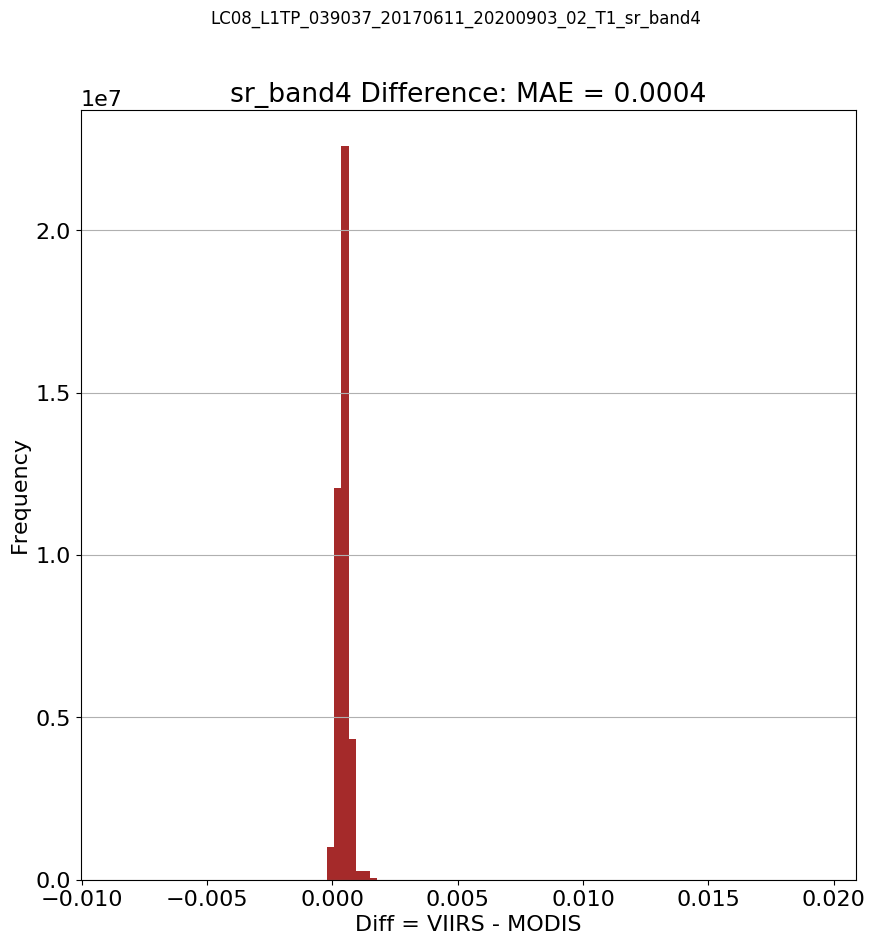 LC08_L1TP_039037_20170611_20200903_02_T1_sr_band4
sr_band4 Difference: MAE = 0.0004
1e7
2.0
1.5
1.0
0.5
0.0
Frequency
−0.010 −0.005 0.000 0.005 0.010 0.015 0.020
Diff = VIIRS - MODIS